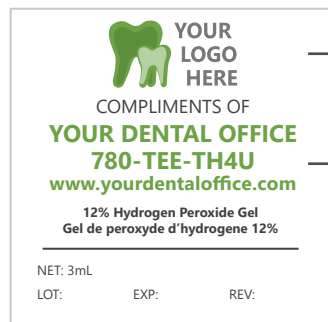 YOUR
LOGO
HERE
COMPLIMENTS OF
YOUR DENTAL OFFICE
780-TEE-TH4U
www.yourdentaloffice.com
12% Hydrogen Peroxide Gel
Gel de peroxyde d'hydrogene 12%
NET: 3mL
LOT: EXP: REV: